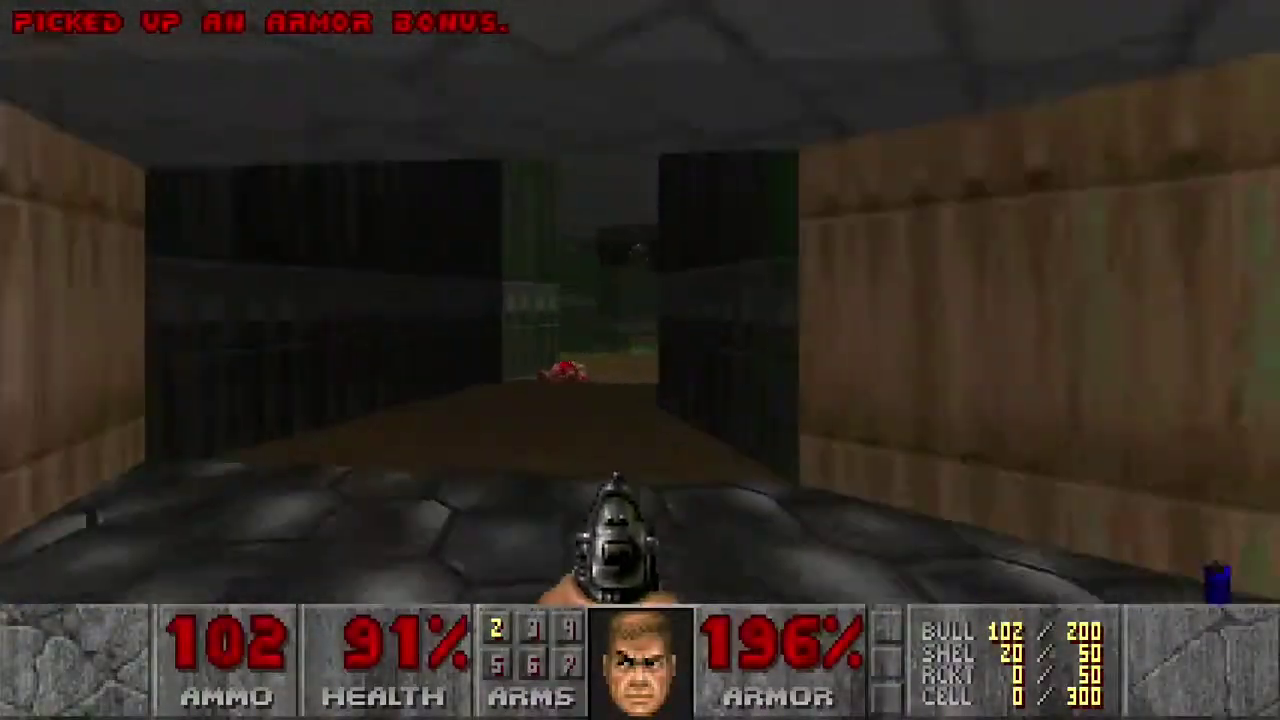 PICKED UP AN ARMOR BONUS.
102 91% 2 3 4 196% BULL 102 / 200
5 6 7 SHEL 20 / 50
RCKT 0 / 50
AMMO HEALTH ARMS ARMOR CELL 0 / 300